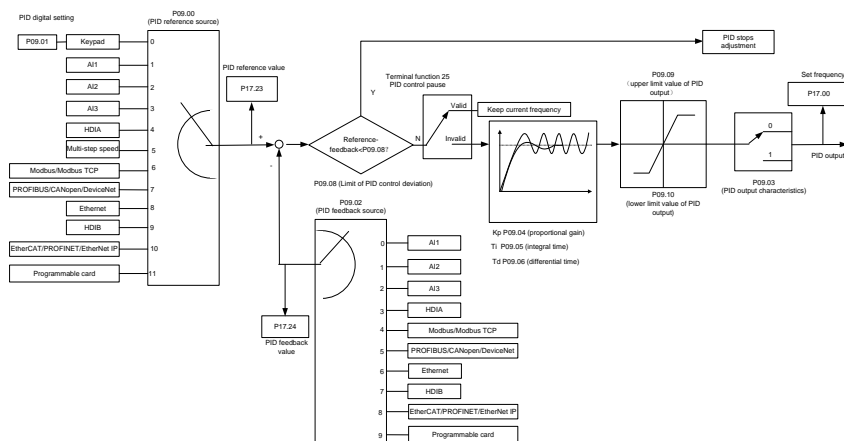 PID digital setting
P09.00
(PID reference source)
P09.01
Keypad
0
AI1
1
AI2
2
AI3
3
HDIA
4
Multi-step speed
5
Modbus/Modbus TCP
6
PROFIBUS/CANopen/DeviceNet
7
Ethernet
8
HDIB
9
EtherCAT/PROFINET/EtherNet IP
10
Programmable card
11
PID reference value
P17.23
+
-
Y
Reference-
feedback<P09.08?
N
P09.08 (Limit of PID control deviation)
Terminal function 25
PID control pause
Valid
Invalid
Keep current frequency
PID stops
adjustment
Kp P09.04 (proportional gain)
Ti P09.05 (integral time)
Td P09.06 (differential time)
P09.09
（upper limit value of PID
output）
P09.10
(lower limit value of PID
output)
0
1
P09.03
(PID output characteristics)
Set frequency
P17.00
PID output
P17.24
PID feedback
value
P09.02
(PID feedback source)
0
AI1
1
AI2
2
AI3
3
HDIA
4
Modbus/Modbus TCP
5
PROFIBUS/CANopen/DeviceNet
6
Ethernet
7
HDIB
8
EtherCAT/PROFINET/EtherNet IP
9
Programmable card